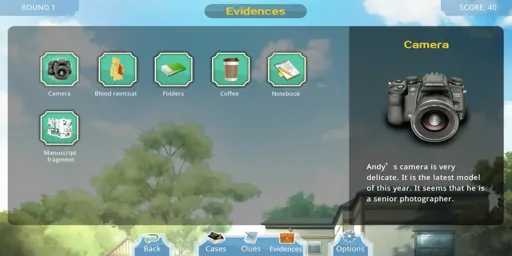 ROUND 1
Evidences
SCORE: 40
Camera
Camera
Blood raincoat
Folders
Coffee
Notebook
Manuscript
fragment
Andy's camera is very
delicate. It is the latest model
of this year. It seems that he is
a senior photographer.
Back
Cases
Clues
Evidences
Options